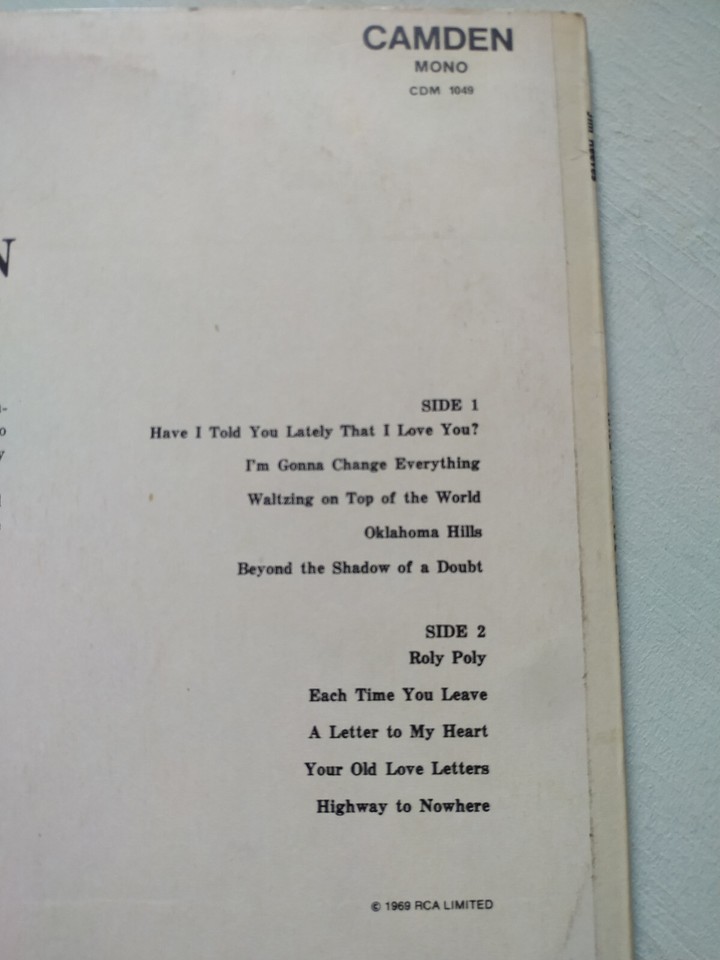 CAMDEN
MONO
CDM 1049
N
o
y
SIDE 1
Have I Told You Lately That I Love You?
I'm Gonna Change Everything
Waltzing on Top of the World
Oklahoma Hills
Beyond the Shadow of a Doubt
SIDE 2
Roly Poly
Each Time You Leave
A Letter to My Heart
Your Old Love Letters
Highway to Nowhere
© 1969 RCA LIMITED